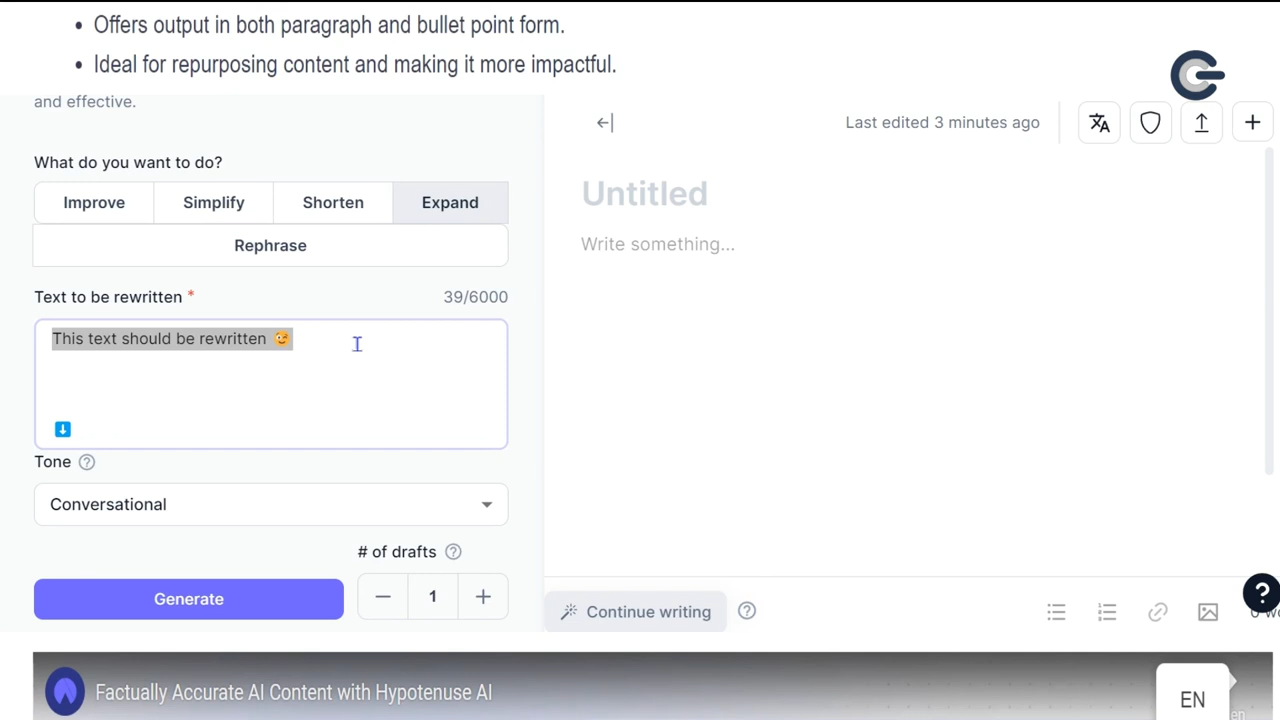 • Offers output in both paragraph and bullet point form.
• Ideal for repurposing content and making it more impactful.
and effective.
What do you want to do?
Improve
Simplify
Shorten
Expand
Rephrase
Text to be rewritten *
39/6000
This text should be rewritten 😉
⬇️
Tone ?
Conversational
# of drafts ?
Generate
1
Last edited 3 minutes ago
Untitled
Write something...
Continue writing ?
?
Factually Accurate AI Content with Hypotenuse AI
EN